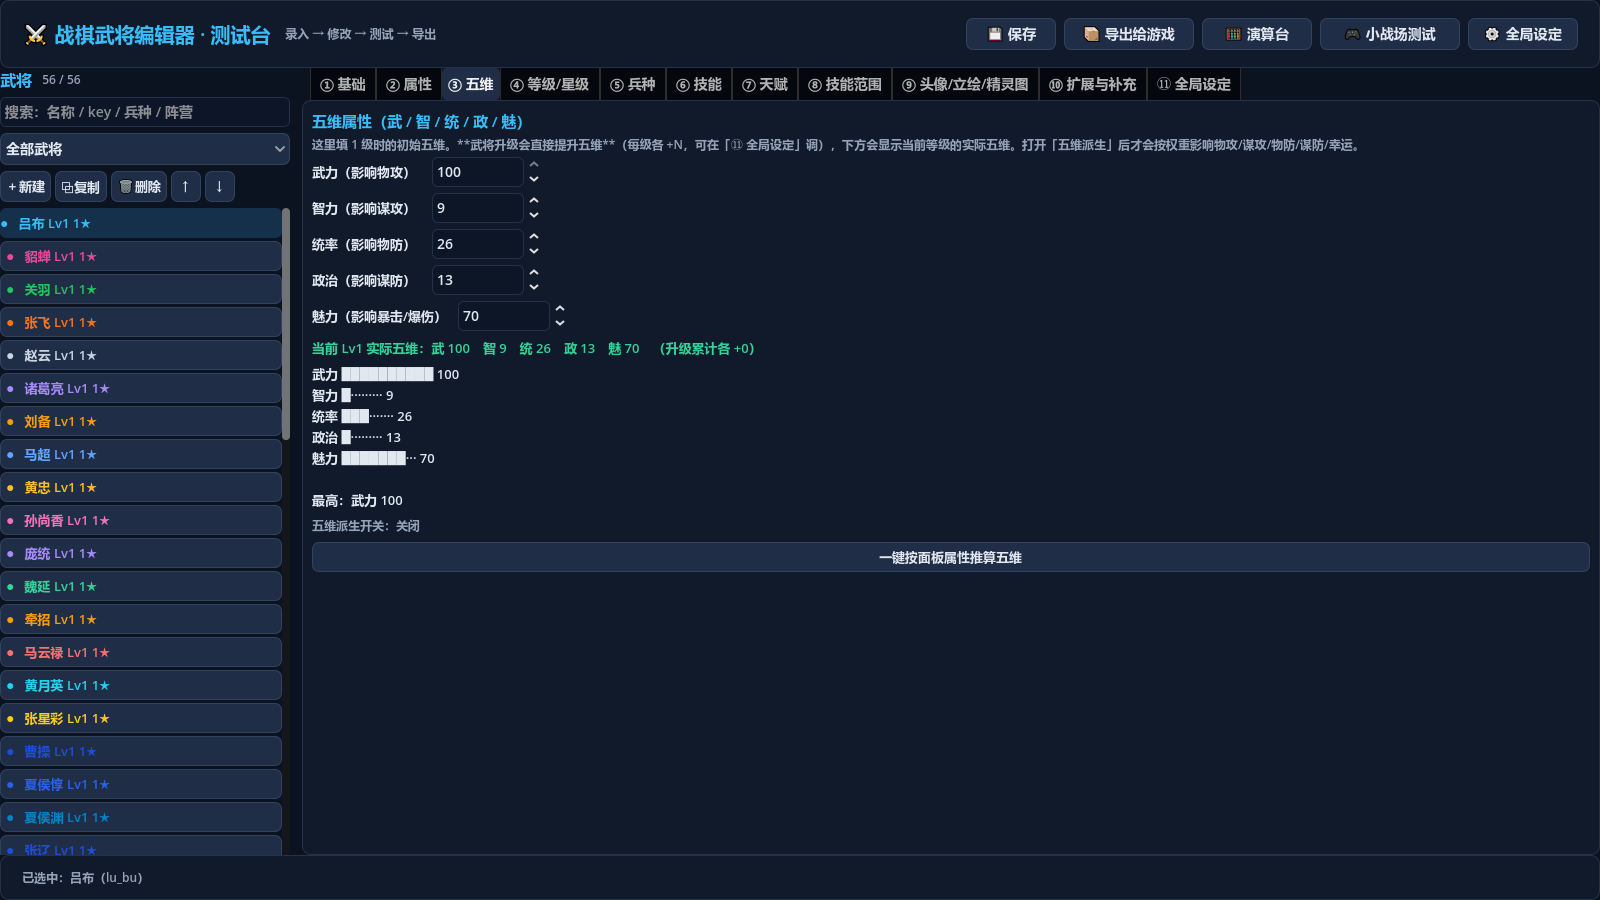 ⚔️ 战棋武将编辑器 · 测试台
录入 → 修改 → 测试 → 导出
💾 保存
📦 导出给游戏
🧮 演算台
🎮 小战场测试
⚙️ 全局设定
武将 56 / 56
搜索：名称 / key / 兵种 / 阵营
全部武将
+ 新建
复制
🗑 删除
↑
↓
● 吕布 Lv1 1★
● 貂蝉 Lv1 1★
● 关羽 Lv1 1★
● 张飞 Lv1 1★
● 赵云 Lv1 1★
● 诸葛亮 Lv1 1★
● 刘备 Lv1 1★
● 马超 Lv1 1★
● 黄忠 Lv1 1★
● 孙尚香 Lv1 1★
● 庞统 Lv1 1★
● 魏延 Lv1 1★
● 牵招 Lv1 1★
● 马云禄 Lv1 1★
● 黄月英 Lv1 1★
● 张星彩 Lv1 1★
● 曹操 Lv1 1★
● 夏侯惇 Lv1 1★
● 夏侯渊 Lv1 1★
● 张辽 Lv1 1★
① 基础
② 属性
③ 五维
④ 等级/星级
⑤ 兵种
⑥ 技能
⑦ 天赋
⑧ 技能范围
⑨ 头像/立绘/精灵图
⑩ 扩展与补充
⑪ 全局设定
五维属性（武 / 智 / 统 / 政 / 魅）
这里填 1 级时的初始五维。**武将升级会直接提升五维**（每级各 +N，可在「⑪ 全局设定」调），下方会显示当前等级的实际五维。打开「五维派生」后才会按权重影响物攻/谋攻/物防/谋防/幸运。
武力（影响物攻） 100
智力（影响谋攻） 9
统率（影响物防） 26
政治（影响谋防） 13
魅力（影响暴击/爆伤） 70
当前 Lv1 实际五维：武 100 智 9 统 26 政 13 魅 70 （升级累计各 +0）
武力 ██████████ 100
智力 █········· 9
统率 ███······· 26
政治 █········· 13
魅力 ███████··· 70
最高：武力 100
五维派生开关：关闭
一键按面板属性推算五维
已选中：吕布（lu_bu）